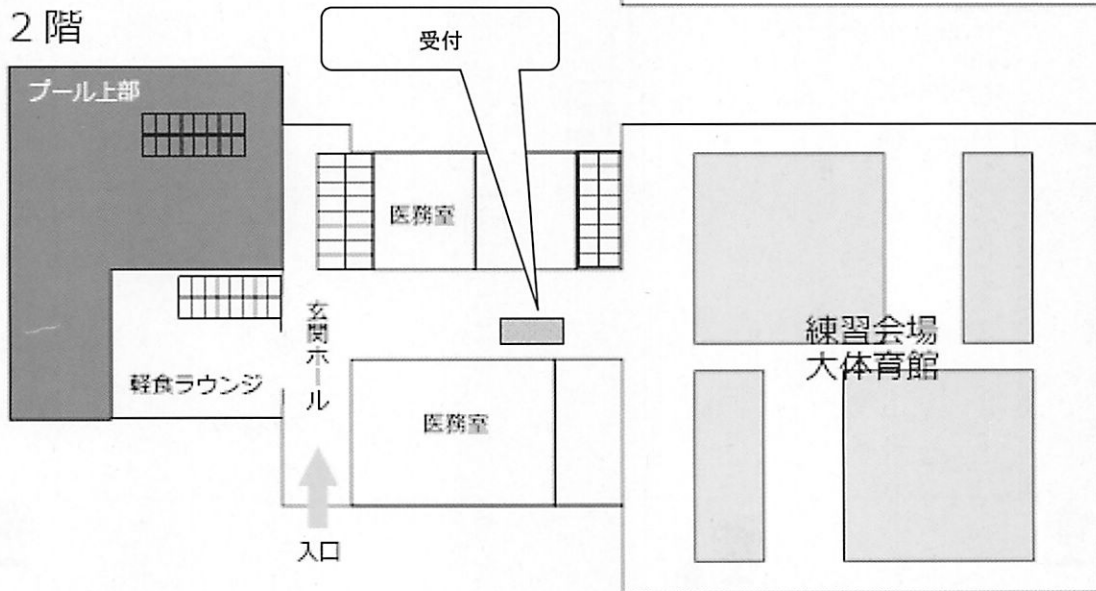 2階
受付
プール上部
医務室
玄関ホール
練習会場
大体育館
軽食ラウンジ
医務室
入口